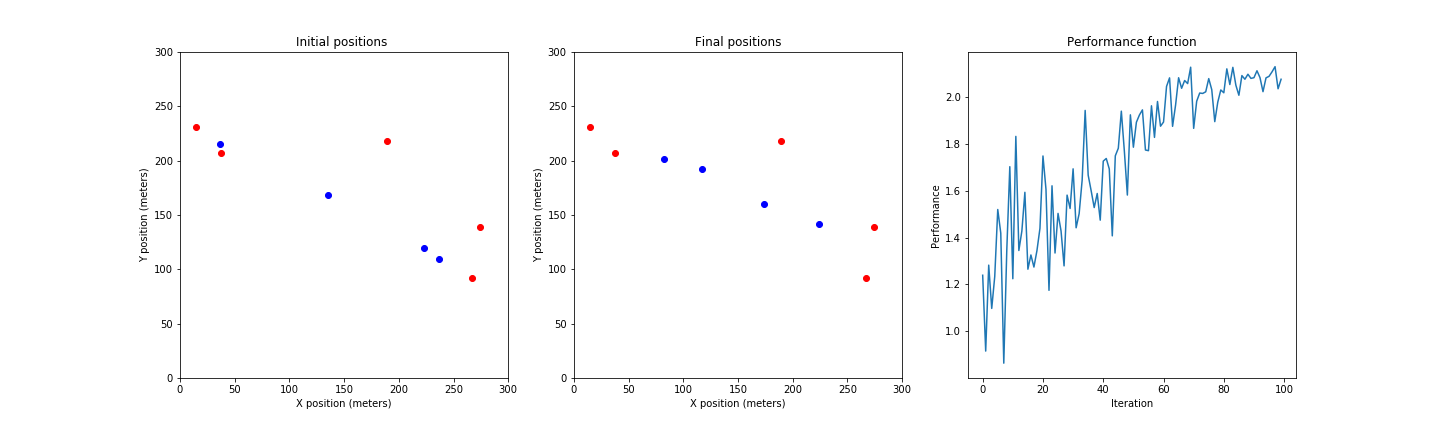 Initial positions
300
250
200
150
100
50
0
Y position (meters)
0 50 100 150 200 250 300
X position (meters)
Final positions
300
250
200
150
100
50
0
Y position (meters)
0 50 100 150 200 250 300
X position (meters)
Performance function
2.0
1.8
1.6
1.4
1.2
1.0
Performance
0 20 40 60 80 100
Iteration